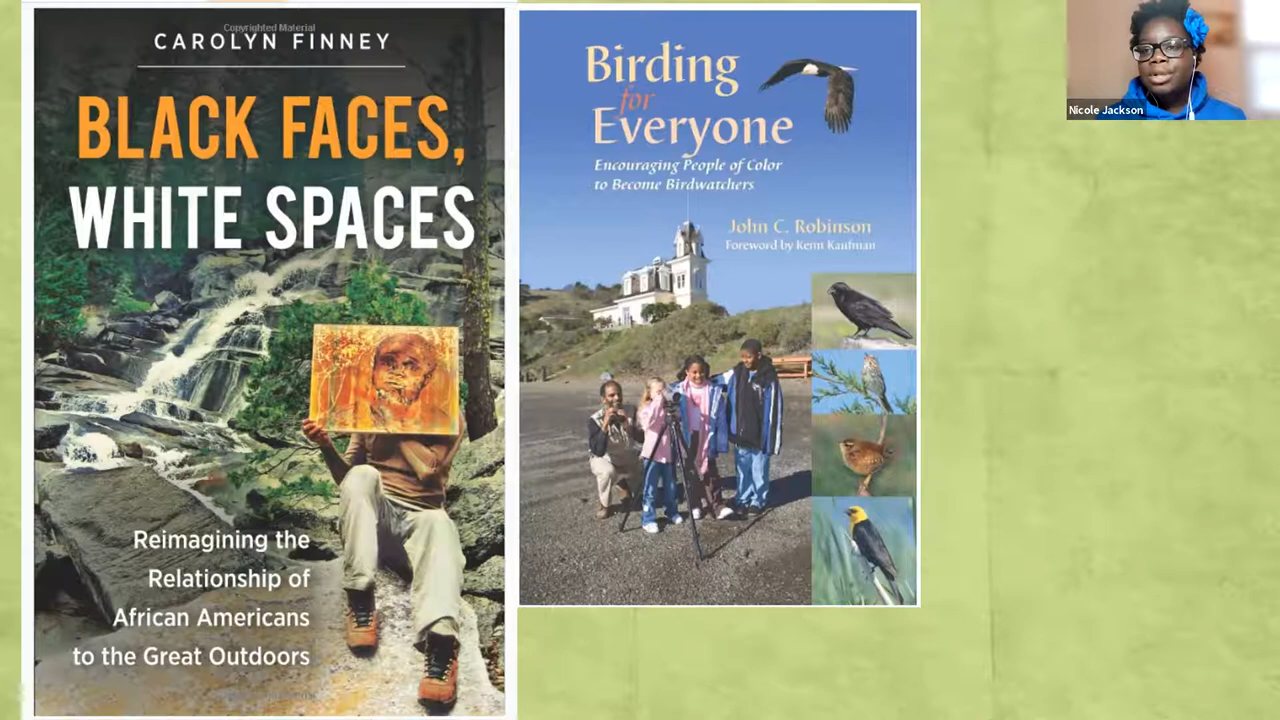 Copyrighted Material
CAROLYN FINNEY
BLACK FACES,
WHITE SPACES
Reimagining the
Relationship of
African Americans
to the Great Outdoors
Birding
for
Everyone
Encouraging People of Color
to Become Birdwatchers
John C. Robinson
Foreword by Kenn Kaufman
Nicole Jackson